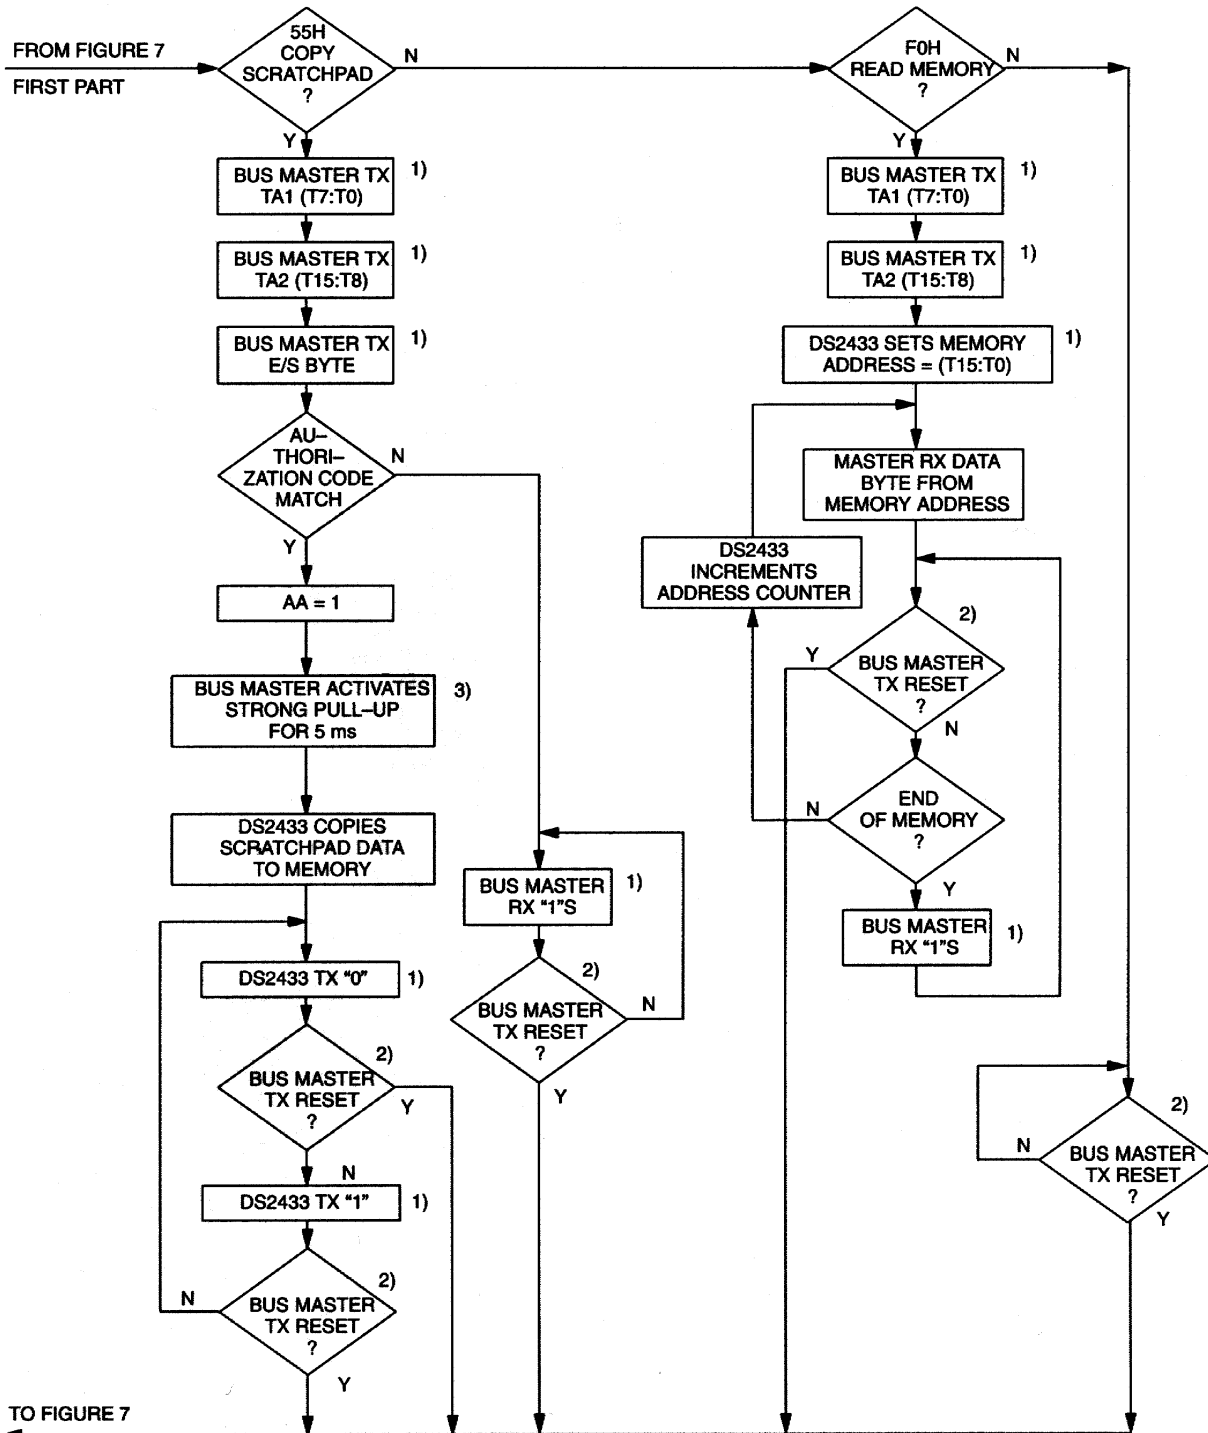 FROM FIGURE 7
FIRST PART
55H
COPY
SCRATCHPAD
?
N
Y
BUS MASTER TX
TA1 (T7:T0)
1)
BUS MASTER TX
TA2 (T15:T8)
1)
BUS MASTER TX
E/S BYTE
1)
AU–
THORI–
ZATION CODE
MATCH
N
Y
AA = 1
BUS MASTER ACTIVATES
STRONG PULL–UP
FOR 5 ms
3)
DS2433 COPIES
SCRATCHPAD DATA
TO MEMORY
DS2433 TX “0”
1)
2)
BUS MASTER
TX RESET
?
Y
N
DS2433 TX “1”
1)
2)
BUS MASTER
TX RESET
?
N
Y
BUS MASTER
RX “1”S
1)
2)
BUS MASTER
TX RESET
?
N
Y
F0H
READ MEMORY
?
N
Y
BUS MASTER TX
TA1 (T7:T0)
1)
BUS MASTER TX
TA2 (T15:T8)
1)
DS2433 SETS MEMORY
ADDRESS = (T15:T0)
1)
MASTER RX DATA
BYTE FROM
MEMORY ADDRESS
DS2433
INCREMENTS
ADDRESS COUNTER
2)
BUS MASTER
TX RESET
?
Y
N
END
OF MEMORY
?
N
Y
BUS MASTER
RX “1”S
1)
2)
BUS MASTER
TX RESET
?
N
Y
TO FIGURE 7